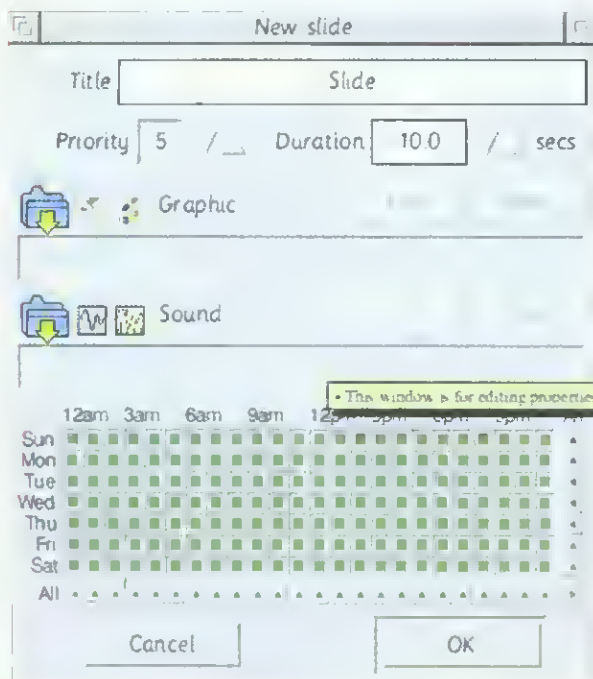 New slide
Title Slide
Priority 5 Duration 10.0 secs
Graphic
Sound
• This window is for editing propertie
12am 3am 6am 9am
Sun
Mon
Tue
Wed
Thu
Fri
Sat
All
Cancel OK